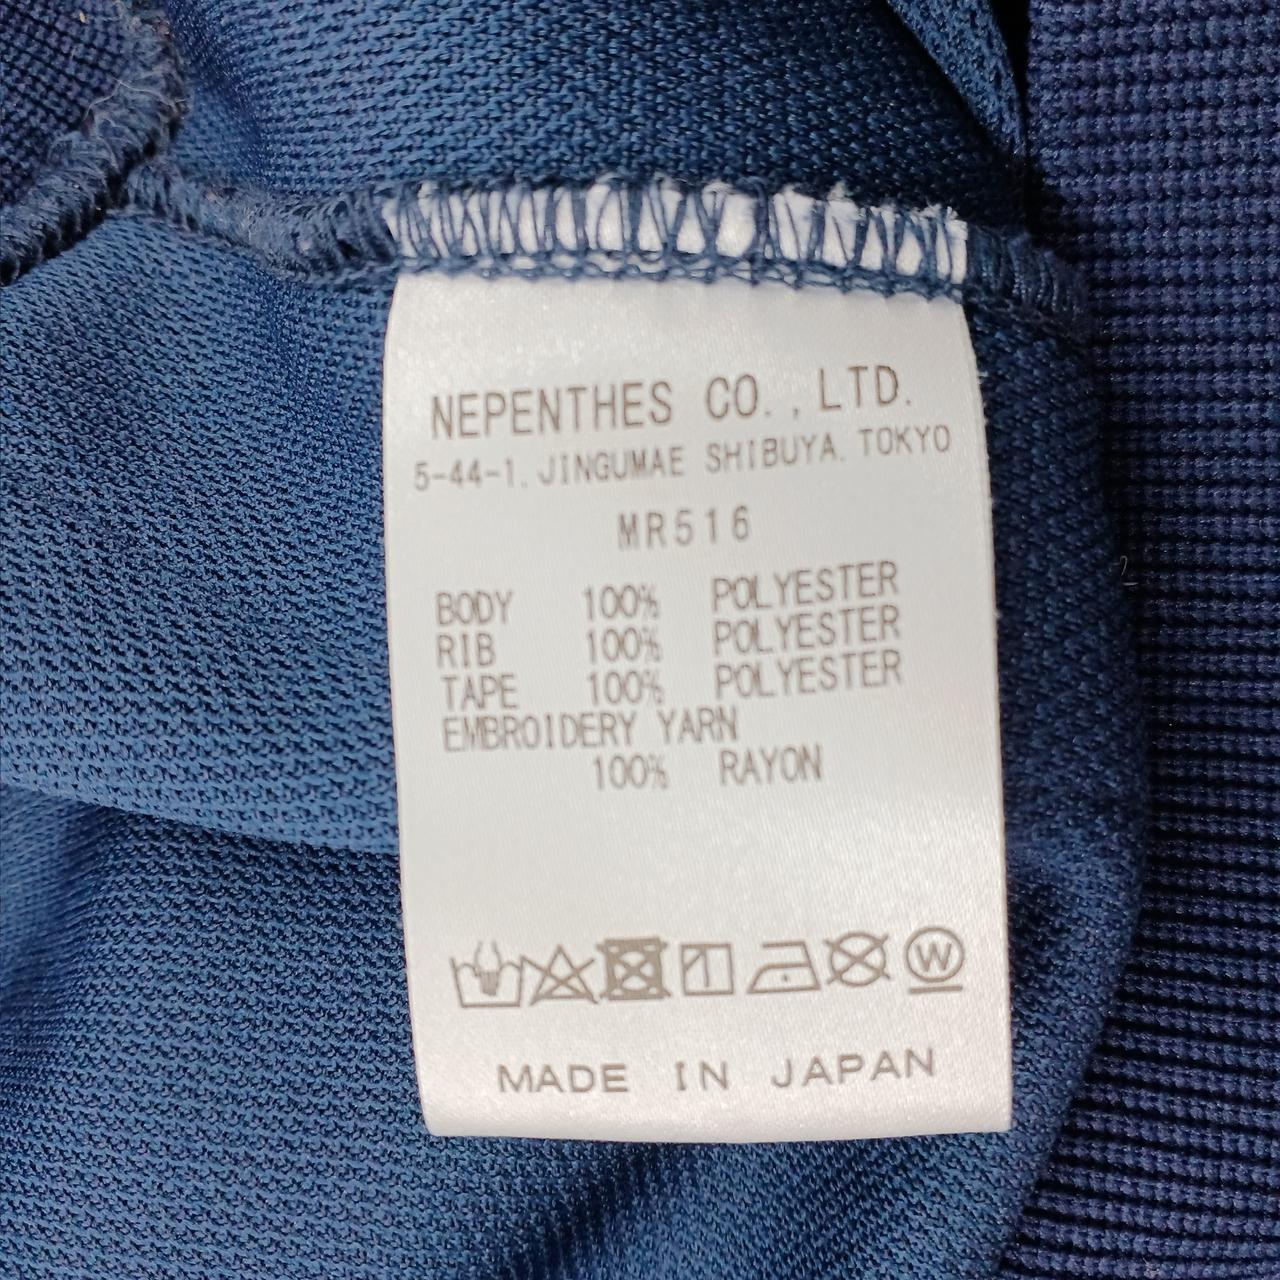 NEPENTHES CO., LTD.
5-44-1, JINGUMAE SHIBUYA, TOKYO
MR516
BODY 100% POLYESTER
RIB 100% POLYESTER
TAPE 100% POLYESTER
EMBROIDERY YARN
100% RAYON
W
MADE IN JAPAN